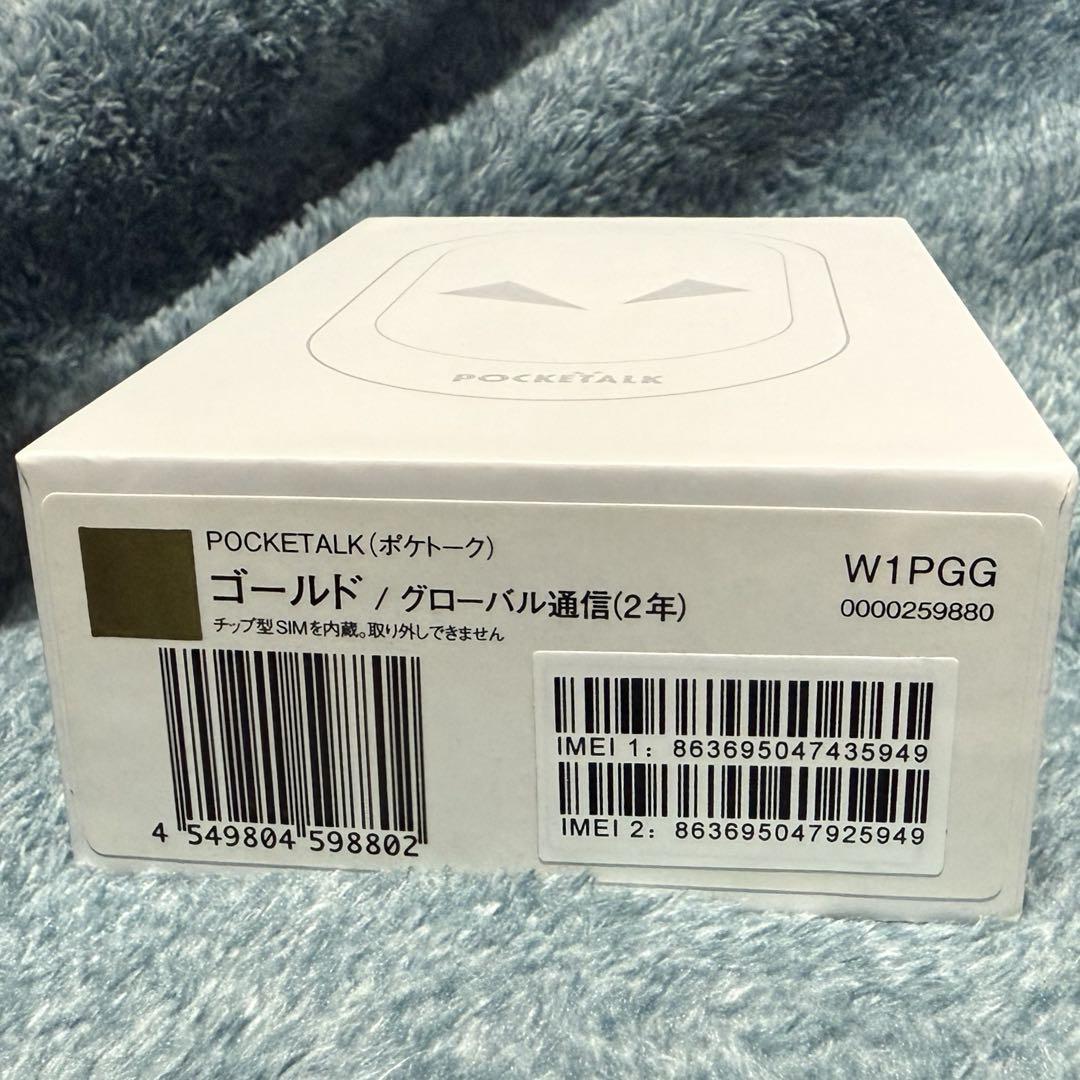 POCKETALK
POCKETALK(ポケトーク)
ゴールド / グローバル通信(2年)
チップ型SIMを内蔵。取り外しできません
W1PGG
0000259880
4 549804 598802
IMEI 1: 863695047435949
IMEI 2: 863695047925949